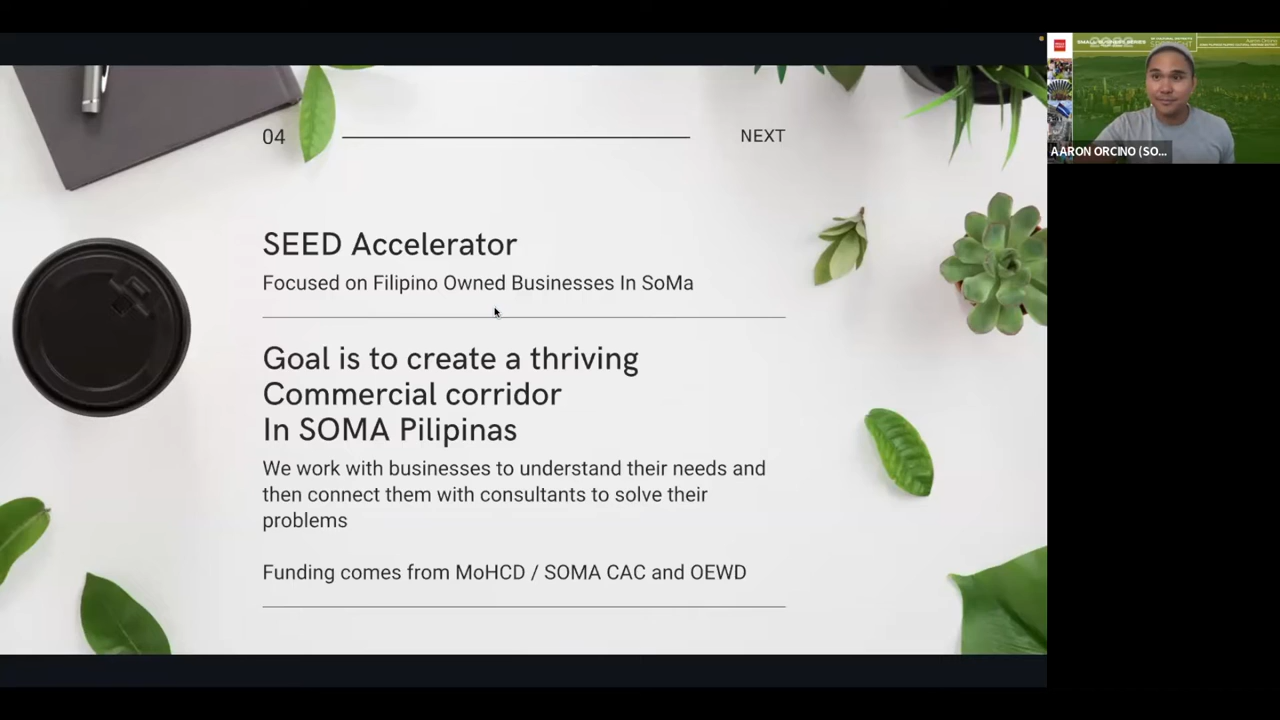 04
NEXT
SEED Accelerator
Focused on Filipino Owned Businesses In SoMa
Goal is to create a thriving
Commercial corridor
In SOMA Pilipinas
We work with businesses to understand their needs and
then connect them with consultants to solve their
problems
Funding comes from MoHCD / SOMA CAC and OEWD
AARON ORCINO (SO...